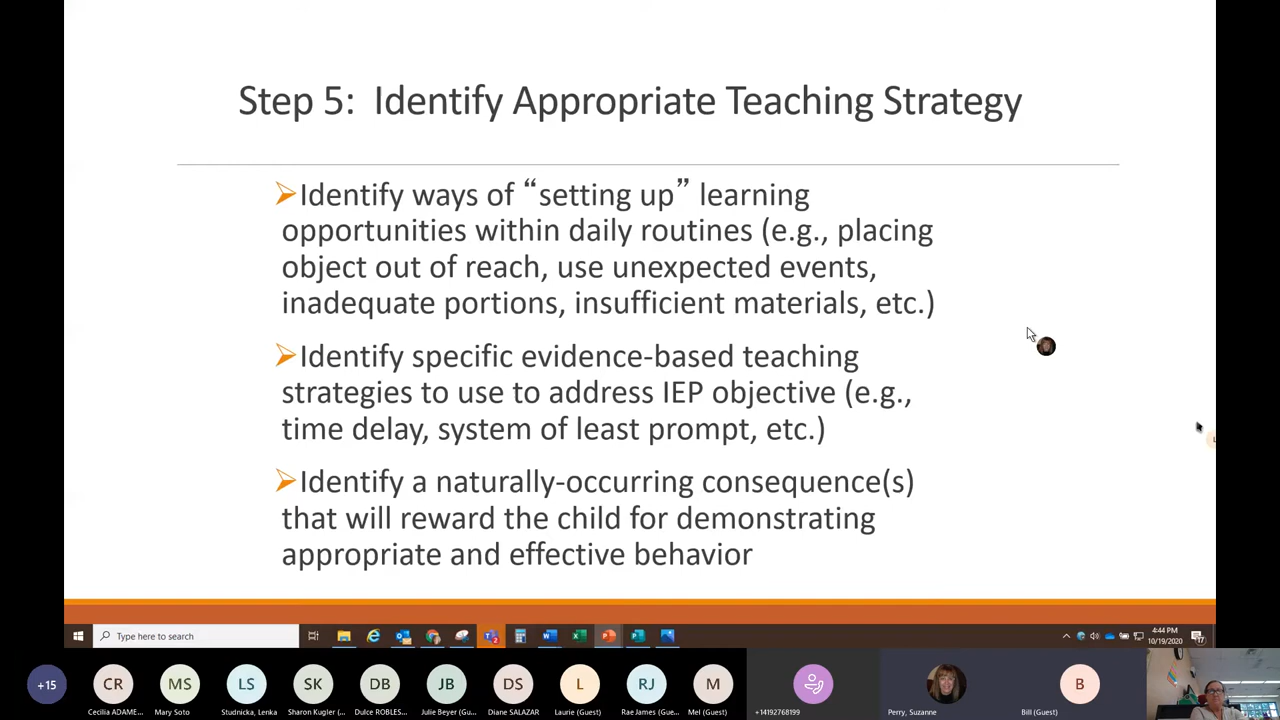 Step 5:  Identify Appropriate Teaching Strategy
➢Identify ways of “setting up” learning
opportunities within daily routines (e.g., placing
object out of reach, use unexpected events,
inadequate portions, insufficient materials, etc.)
➢Identify specific evidence-based teaching
strategies to use to address IEP objective (e.g.,
time delay, system of least prompt, etc.)
➢Identify a naturally-occurring consequence(s)
that will reward the child for demonstrating
appropriate and effective behavior
L
Type here to search
4:44 PM
10/19/2020
17
+15
CR
MS
LS
SK
DB
JB
DS
L
RJ
M
B
Cecilia ADAME...
Mary Soto
Studnicka, Lenka
Sharon Kugler (...
Dulce ROBLES...
Julie Beyer (Gu...
Diane SALAZAR
Laurie (Guest)
Rae James (Gue...
Mel (Guest)
+14192768199
Perry, Suzanne
Bill (Guest)